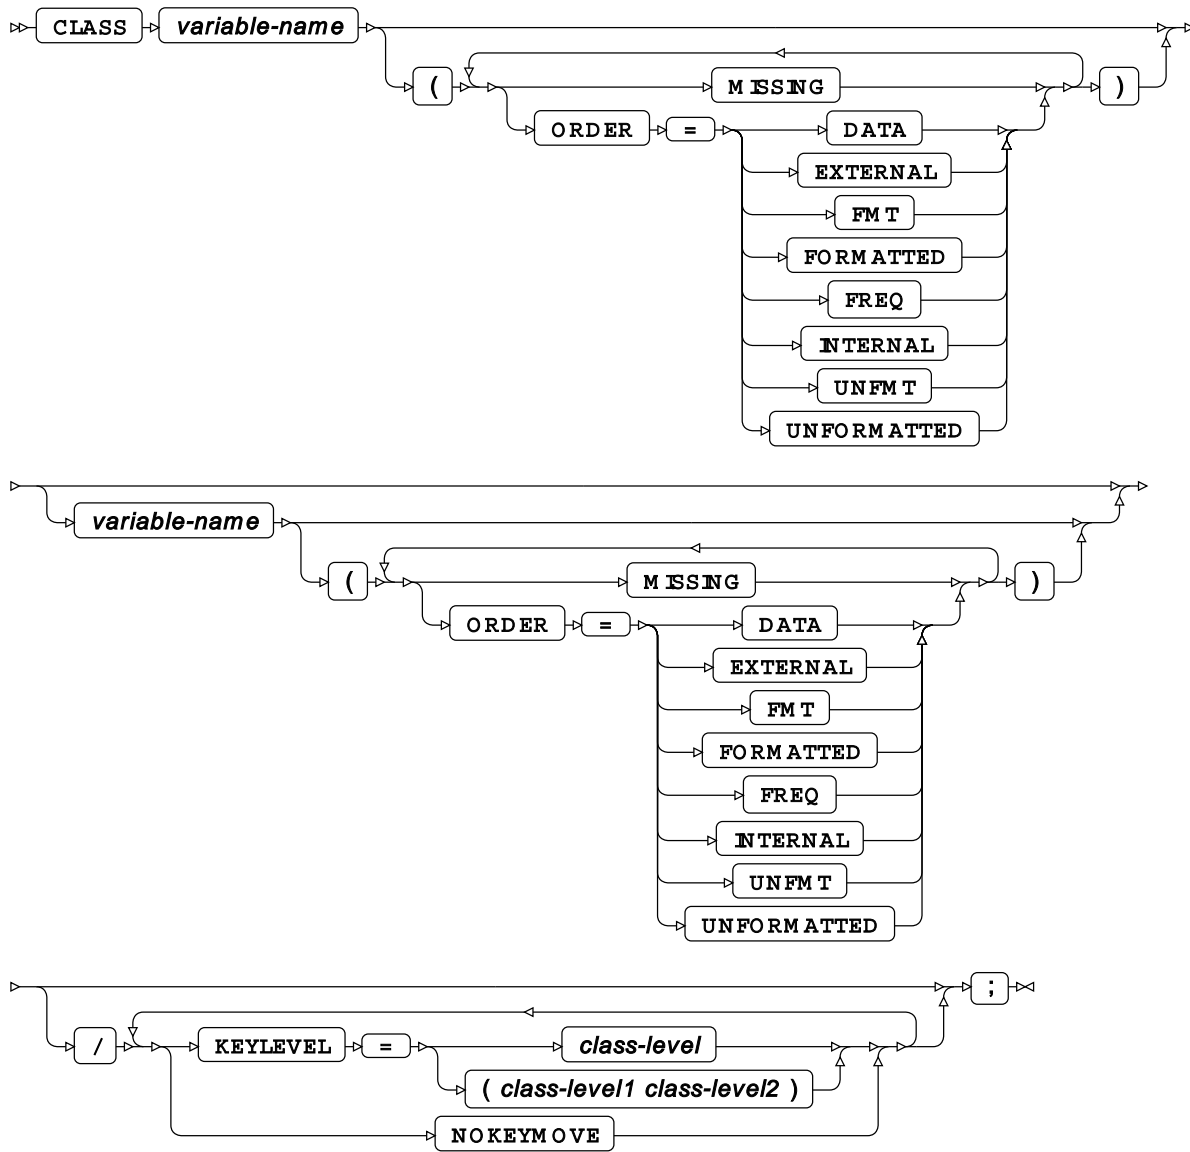 CLASS variable-name
( MISSING )
ORDER = DATA
EXTERNAL
FMT
FORMATTED
FREQ
INTERNAL
UNFMT
UNFORMATTED
variable-name
( MISSING )
ORDER = DATA
EXTERNAL
FMT
FORMATTED
FREQ
INTERNAL
UNFMT
UNFORMATTED
;
/ KEYLEVEL = class-level
( class-level1 class-level2 )
NOKEYMOVE